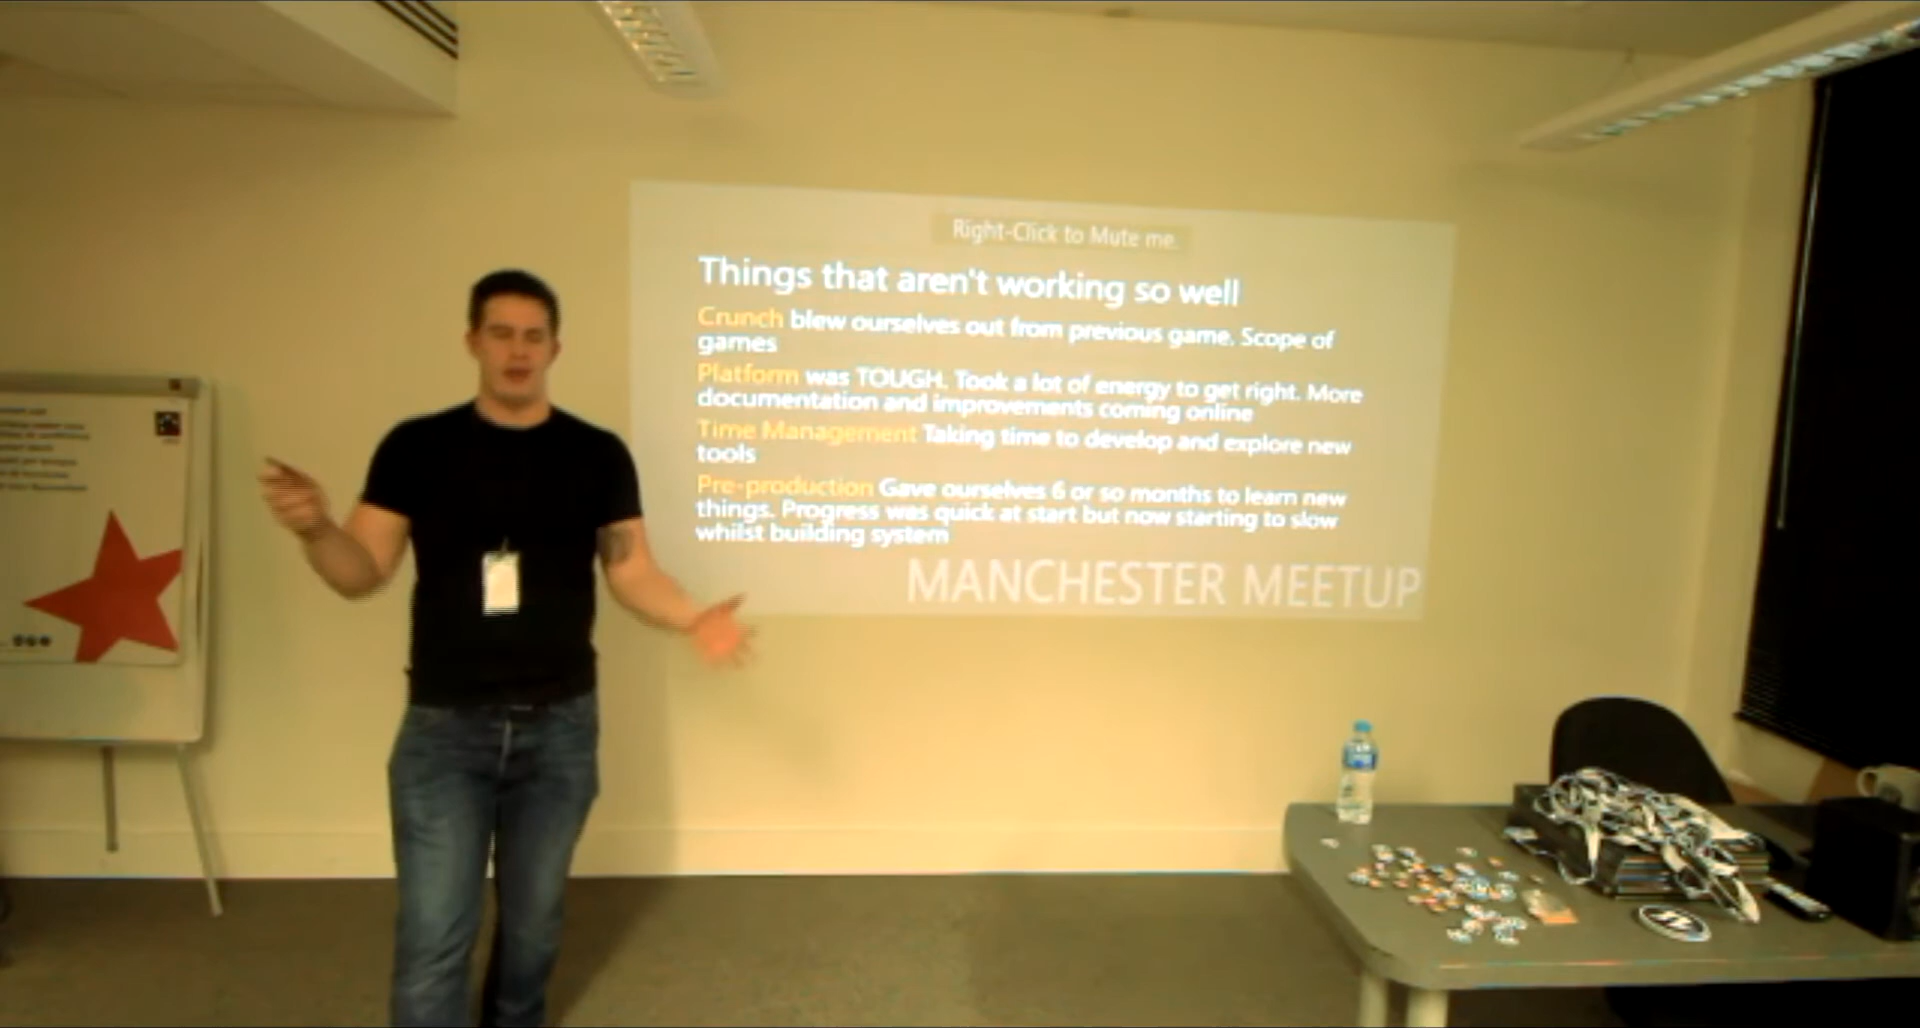 Right-Click to Mute me.
Things that aren't working so well
Crunch blew ourselves out from previous game. Scope of
games
Platform was TOUGH. Took a lot of energy to get right. More
documentation and improvements coming online
Time Management Taking time to develop and explore new
tools
Pre-production Gave ourselves 6 or so months to learn new
things. Progress was quick at start but now starting to slow
whilst building system
MANCHESTER MEETUP